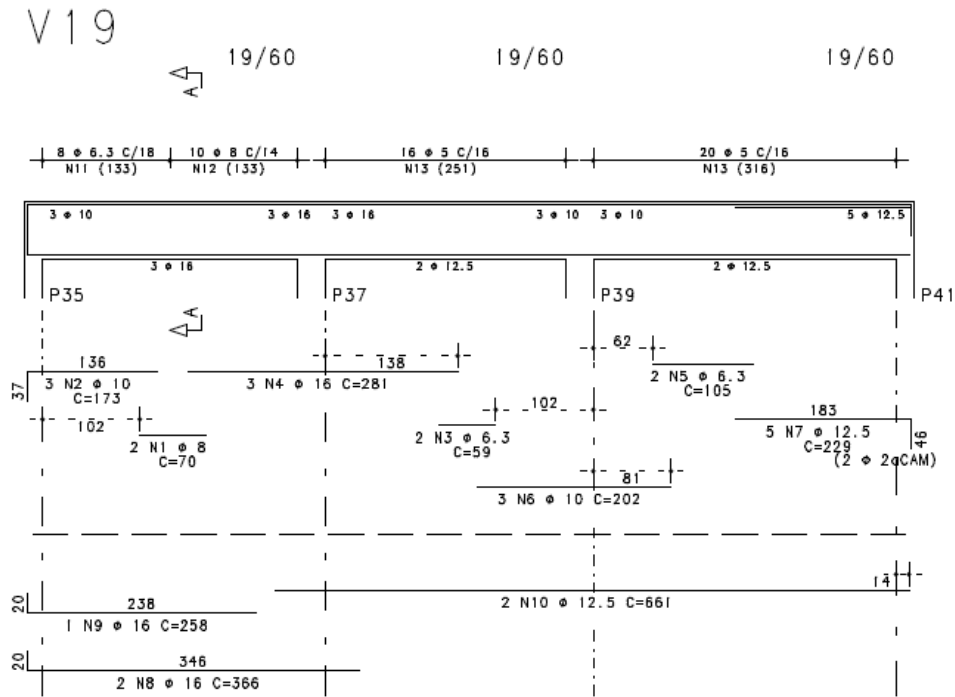 V19
19/60 19/60 19/60
A
8 ø 6.3 C/18 10 ø 8 C/14 16 ø 5 C/16 20 ø 5 C/16
N11 (133) N12 (133) N13 (251) N13 (316)
3 ø 10 3 ø 16 3 ø 16 3 ø 10 3 ø 10 5 ø 12.5
3 ø 16 2 ø 12.5 2 ø 12.5
P35 P37 P39 P41
A
62
136 138
37
3 N2 ø 10 3 N4 ø 16 C=281 2 N5 ø 6.3
C=173 C=105
102 102 183
2 N1 ø 8 2 N3 ø 6.3 5 N7 ø 12.5
C=70 C=59 C=229
46
(2 ø 2ªCAM)
81
3 N6 ø 10 C=202
14
20 238 2 N10 ø 12.5 C=661
1 N9 ø 16 C=258
20 346
2 N8 ø 16 C=366